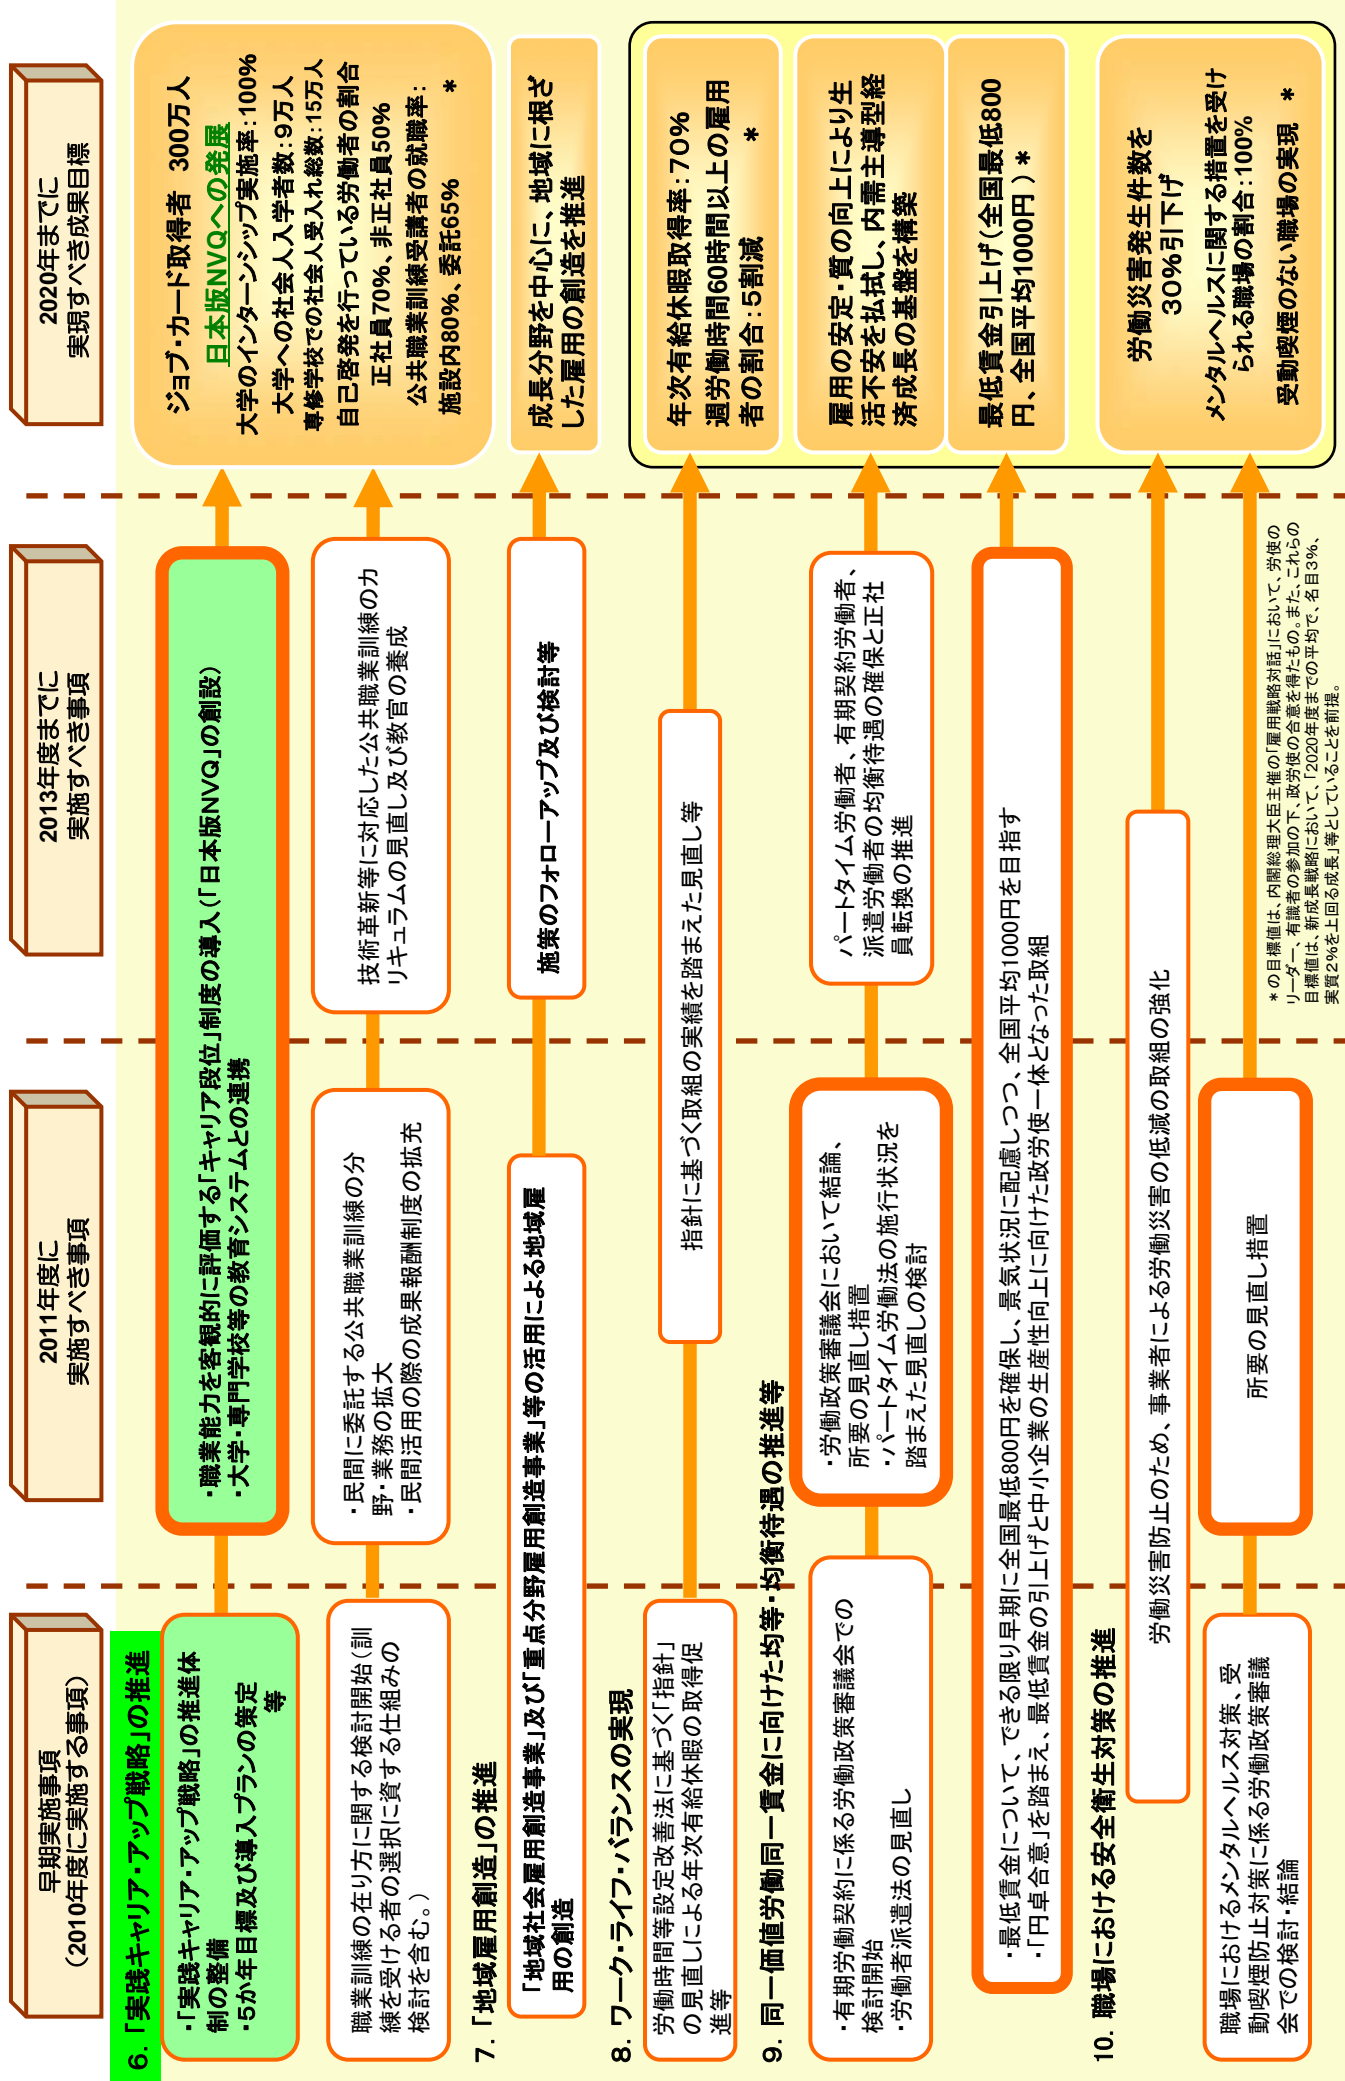 早期実施事項
(2010年度に実施する事項)
2011年度に
実施すべき事項
2013年度までに
実施すべき事項
2020年までに
実現すべき成果目標
6.「実践キャリア・アップ戦略」の推進
・「実践キャリア・アップ戦略」の推進体
制の整備
・5か年目標及び導入プランの策定
等
・職業能力を客観的に評価する「キャリア段位」制度の導入(「日本版NVQ」の創設)
・大学・専門学校等の教育システムとの連携
職業訓練の在り方に関する検討開始(訓
練を受ける者の選択に資する仕組みの
検討を含む。)
・民間に委託する公共職業訓練の分
野・業務の拡大
・民間活用の際の成果報酬制度の拡充
技術革新等に対応した公共職業訓練のカ
リキュラムの見直し及び教官の養成
ジョブ・カード取得者 300万人
日本版NVQへの発展
大学のインターンシップ実施率:100%
大学への社会人入学者数:9万人
専修学校での社会人受入れ総数:15万人
自己啓発を行っている労働者の割合
正社員70%、非正社員50%
公共職業訓練受講者の就職率:
施設内80%、委託65% *
7.「地域雇用創造」の推進
「地域社会雇用創造事業」及び「重点分野雇用創造事業」等の活用による地域雇
用の創造
施策のフォローアップ及び検討等
成長分野を中心に、地域に根ざ
した雇用の創造を推進
8. ワーク・ライフ・バランスの実現
労働時間等設定改善法に基づく「指針」
の見直しによる年次有給休暇の取得促
進等
指針に基づく取組の実績を踏まえた見直し等
年次有給休暇取得率:70%
週労働時間60時間以上の雇用
者の割合:5割減 *
9. 同一価値労働同一賃金に向けた均等・均衡待遇の推進等
・有期労働契約に係る労働政策審議会での
検討開始
・労働者派遣法の見直し
・労働政策審議会において結論、
所要の見直し措置
・パートタイム労働法の施行状況を
踏まえた見直しの検討
パートタイム労働者、有期契約労働者、
派遣労働者の均衡待遇の確保と正社
員転換の推進
雇用の安定・質の向上により生
活不安を払拭し、内需主導型経
済成長の基盤を構築
・最低賃金について、できる限り早期に全国最低800円を確保し、景気状況に配慮しつつ、全国平均1000円を目指す
・「円卓合意」を踏まえ、最低賃金の引上げと中小企業の生産性向上に向けた政労使一体となった取組
最低賃金引上げ(全国最低800
円、全国平均1000円)*
10. 職場における安全衛生対策の推進
労働災害防止のため、事業者による労働災害の低減の取組の強化
労働災害発生件数を
30%引下げ
職場におけるメンタルヘルス対策、受
動喫煙防止対策に係る労働政策審議
会での検討・結論
所要の見直し措置
メンタルヘルスに関する措置を受け
られる職場の割合:100%
受動喫煙のない職場の実現 *
*の目標値は、内閣総理大臣主催の「雇用戦略対話」において、労使の
リーダー、有識者の参加の下、政労使の合意を得たもの。また、これらの
目標値は、新成長戦略において、「2020年度までの平均で、名目3%、
実質2%を上回る成長」等としていることを前提。